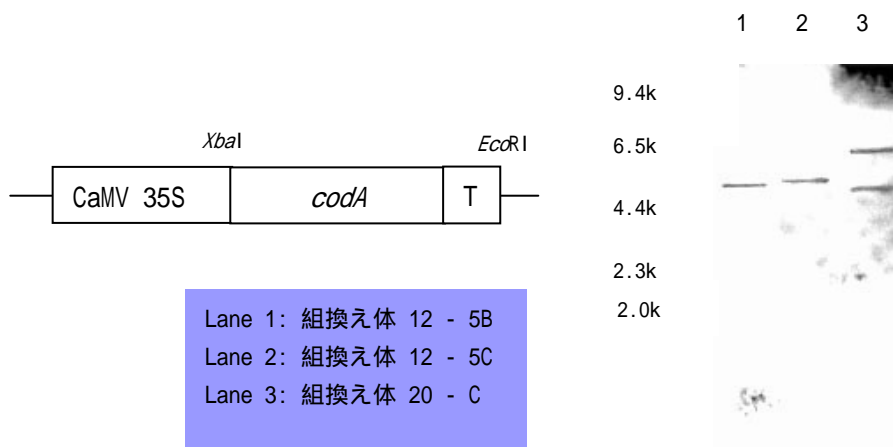 XbaI
EcoRI
CaMV 35S
codA
T
Lane 1: 組換え体 12 - 5B
Lane 2: 組換え体 12 - 5C
Lane 3: 組換え体 20 - C
1 2 3
9.4k
6.5k
4.4k
2.3k
2.0k